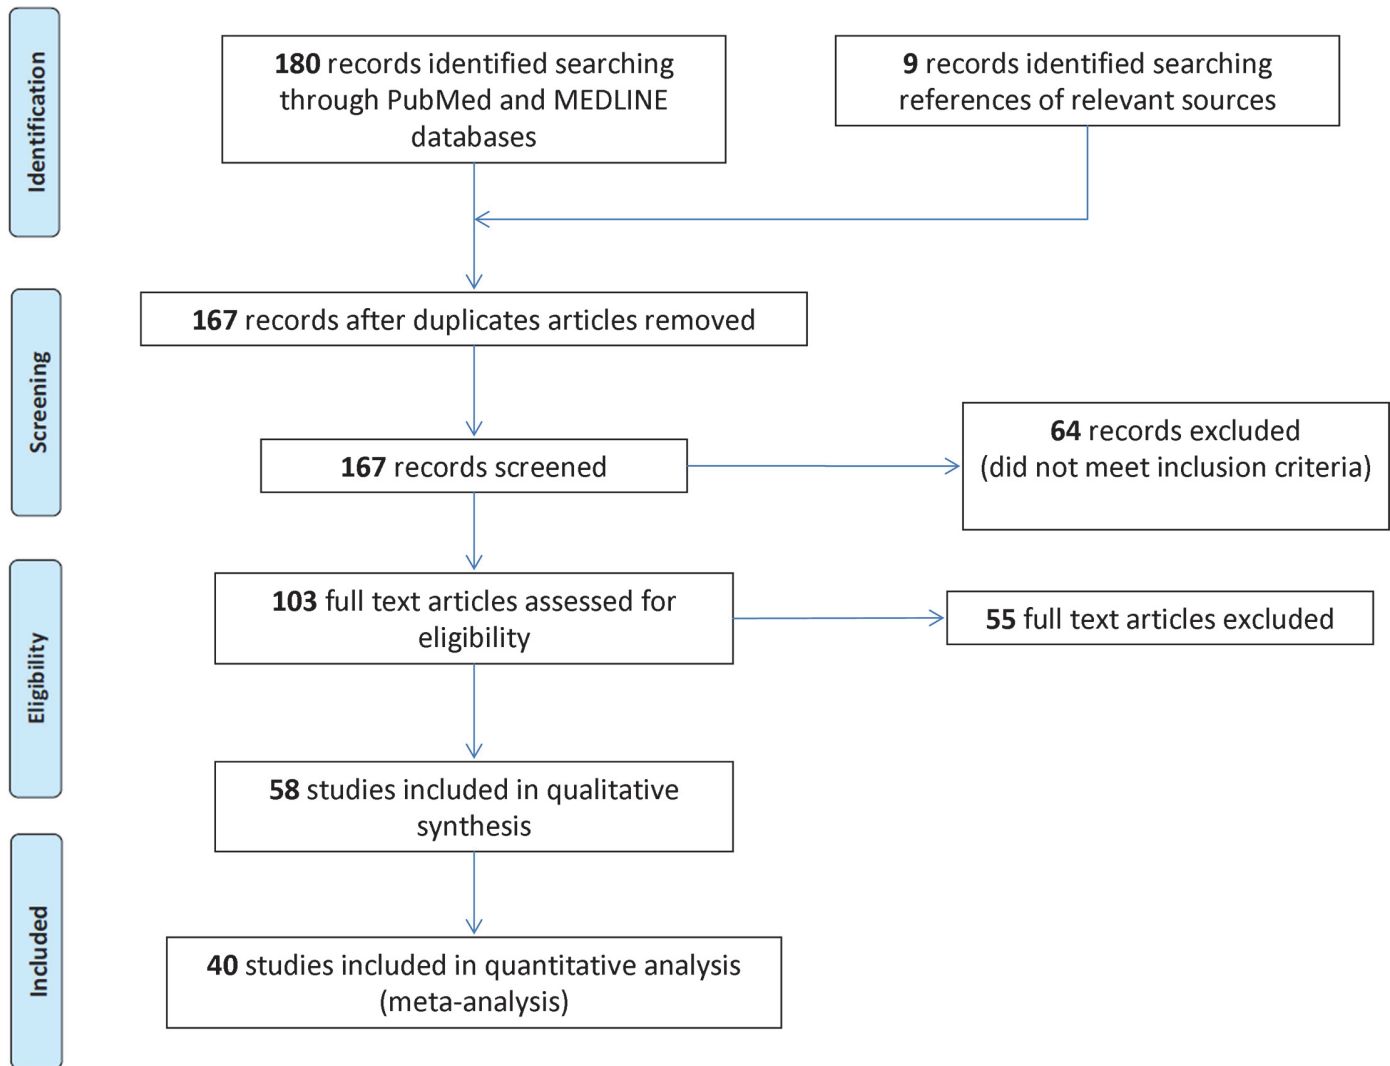 Identification
180 records identified searching
through PubMed and MEDLINE
databases
9 records identified searching
references of relevant sources
Screening
167 records after duplicates articles removed
167 records screened
64 records excluded
(did not meet inclusion criteria)
Eligibility
103 full text articles assessed for
eligibility
55 full text articles excluded
58 studies included in qualitative
synthesis
Included
40 studies included in quantitative analysis
(meta-analysis)